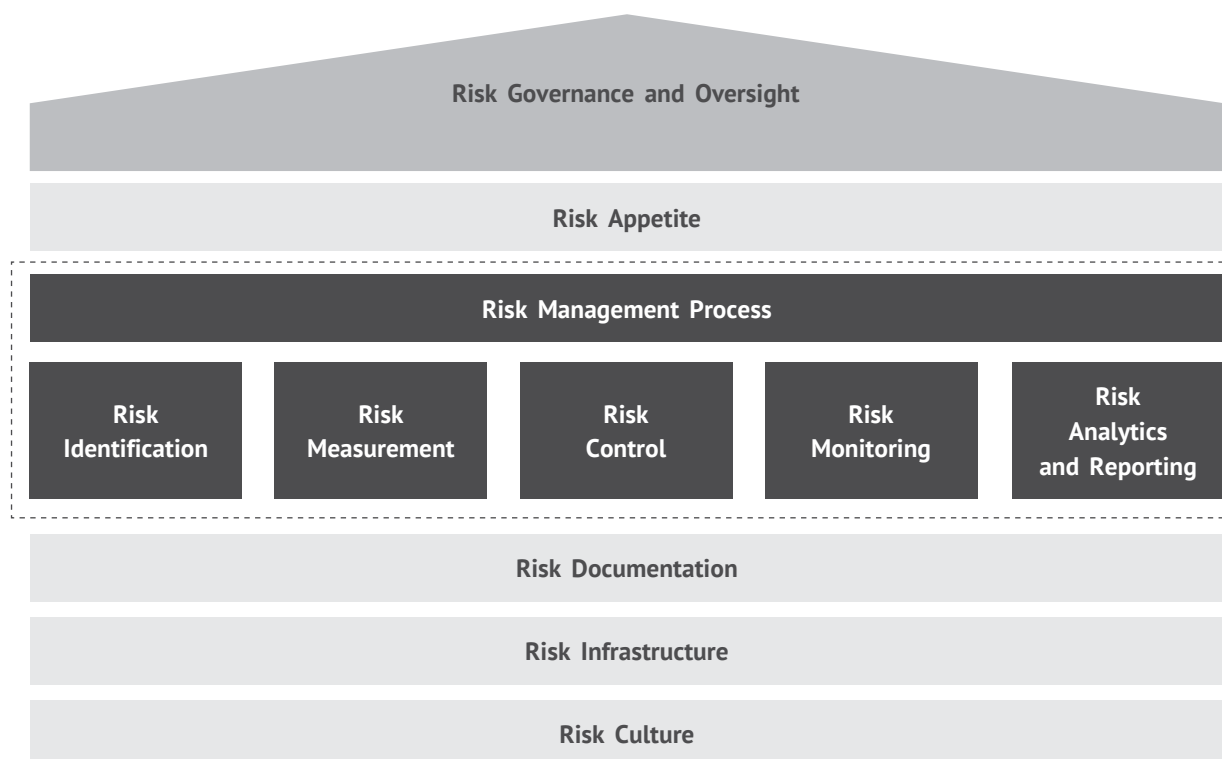 Risk Governance and Oversight
Risk Appetite
Risk Management Process
Risk
Identification
Risk
Measurement
Risk
Control
Risk
Monitoring
Risk
Analytics
and Reporting
Risk Documentation
Risk Infrastructure
Risk Culture